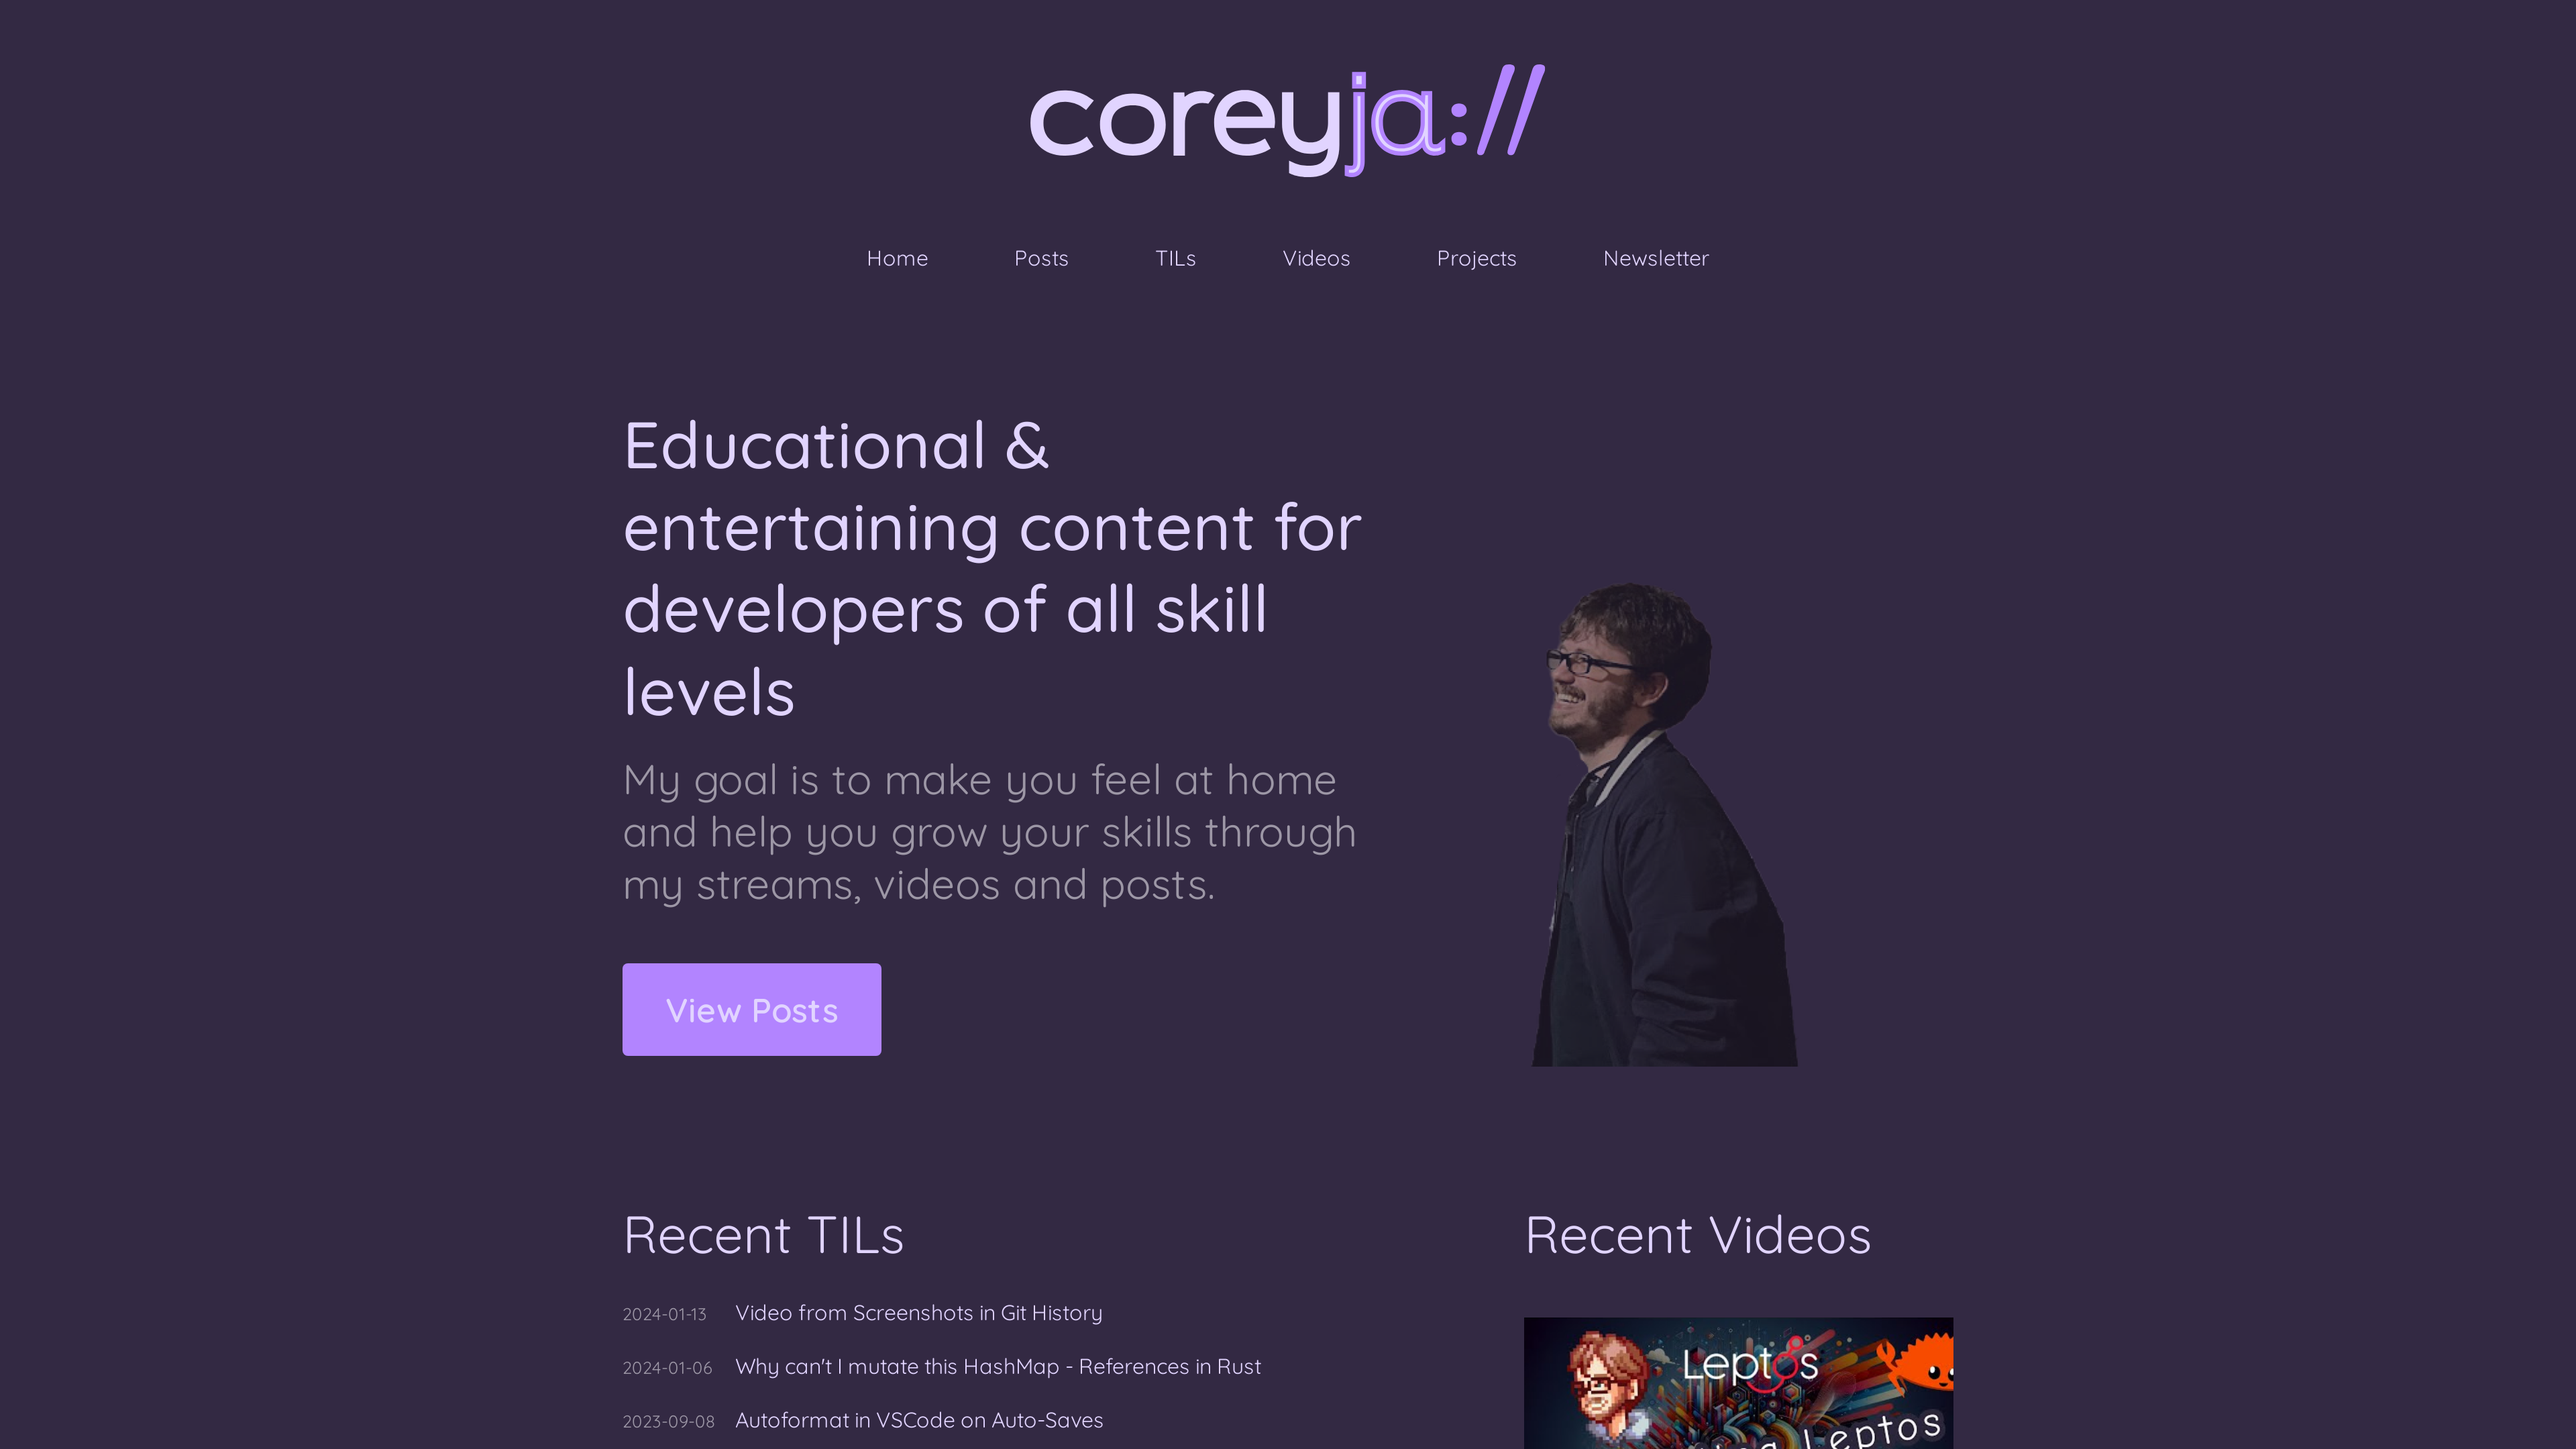 coreyja://
Home Posts TILs Videos Projects Newsletter
Educational &
entertaining content for
developers of all skill
levels
My goal is to make you feel at home
and help you grow your skills through
my streams, videos and posts.
View Posts
Recent TILs
2024-01-13 Video from Screenshots in Git History
2024-01-06 Why can't I mutate this HashMap - References in Rust
2023-09-08 Autoformat in VSCode on Auto-Saves
Recent Videos
Leptos
Leptos